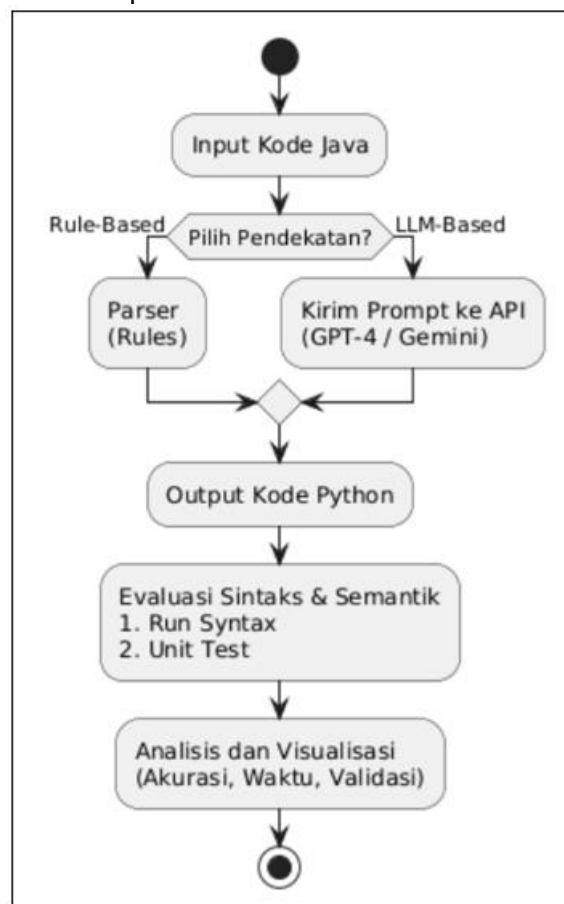 Input Kode Java
Rule-Based
Pilih Pendekatan?
LLM-Based
Parser
(Rules)
Kirim Prompt ke API
(GPT-4 / Gemini)
Output Kode Python
Evaluasi Sintaks & Semantik
1. Run Syntax
2. Unit Test
Analisis dan Visualisasi
(Akurasi, Waktu, Validasi)